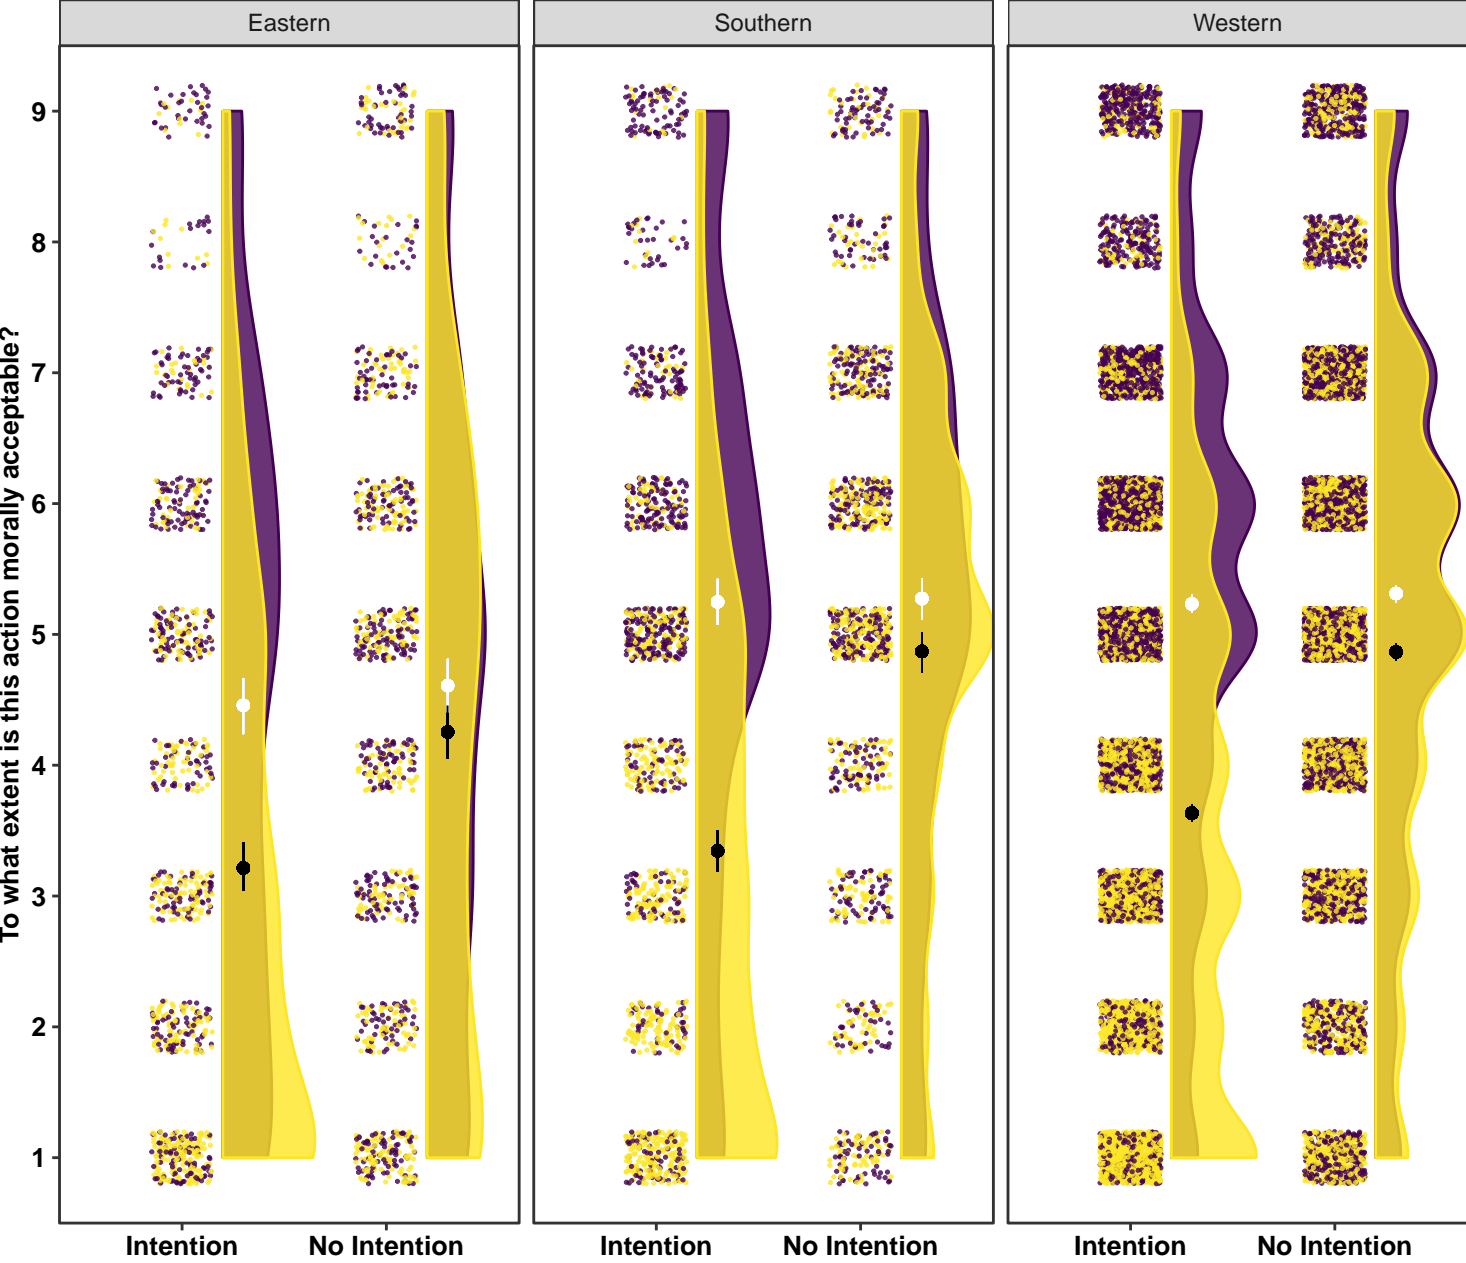 Eastern
Southern
Western
To what extent is this action morally acceptable?
9
8
7
6
5
4
3
2
1
Intention
No Intention
Intention
No Intention
Intention
No Intention